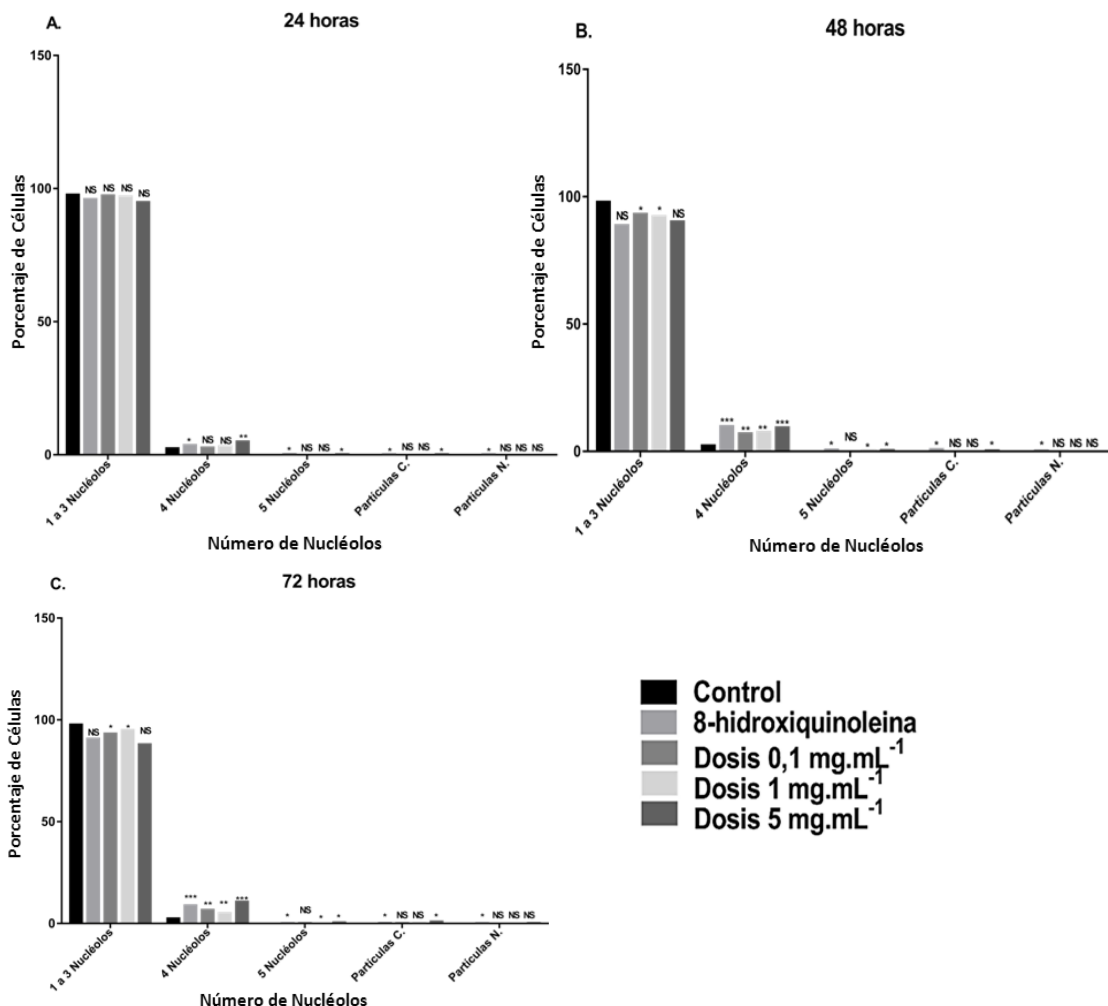 A.
24 horas
150
100
50
0
Porcentaje de Células
NS NS NS NS
* NS NS **
* NS NS *
* NS NS *
* NS NS NS
1 a 3 Nucléolos
4 Nucléolos
5 Nucléolos
Partículas C.
Partículas N.
Número de Nucléolos
B.
48 horas
150
100
50
0
Porcentaje de Células
NS * * NS
*** ** ** ***
* NS * *
* NS NS *
* NS NS NS
1 a 3 Nucléolos
4 Nucléolos
5 Nucléolos
Partículas C.
Partículas N.
Número de Nucléolos
C.
72 horas
150
100
50
0
Porcentaje de Células
NS * * NS
*** ** ** ***
* NS * *
* NS NS *
* NS NS NS
1 a 3 Nucléolos
4 Nucléolos
5 Nucléolos
Partículas C.
Partículas N.
Número de Nucléolos
Control
8-hidroxiquinoleina
Dosis 0,1 mg.mL⁻¹
Dosis 1 mg.mL⁻¹
Dosis 5 mg.mL⁻¹